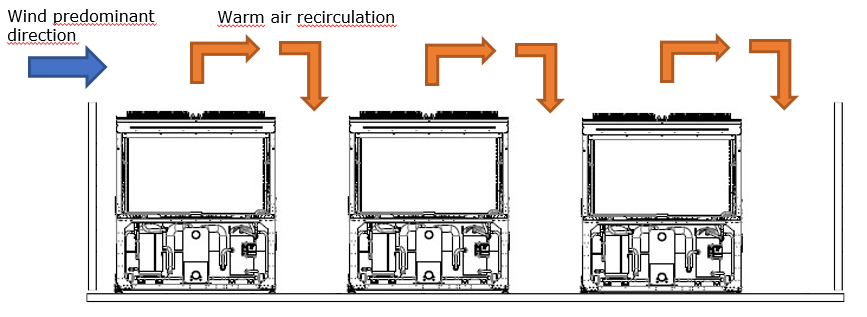 Wind predominant
direction
Warm air recirculation